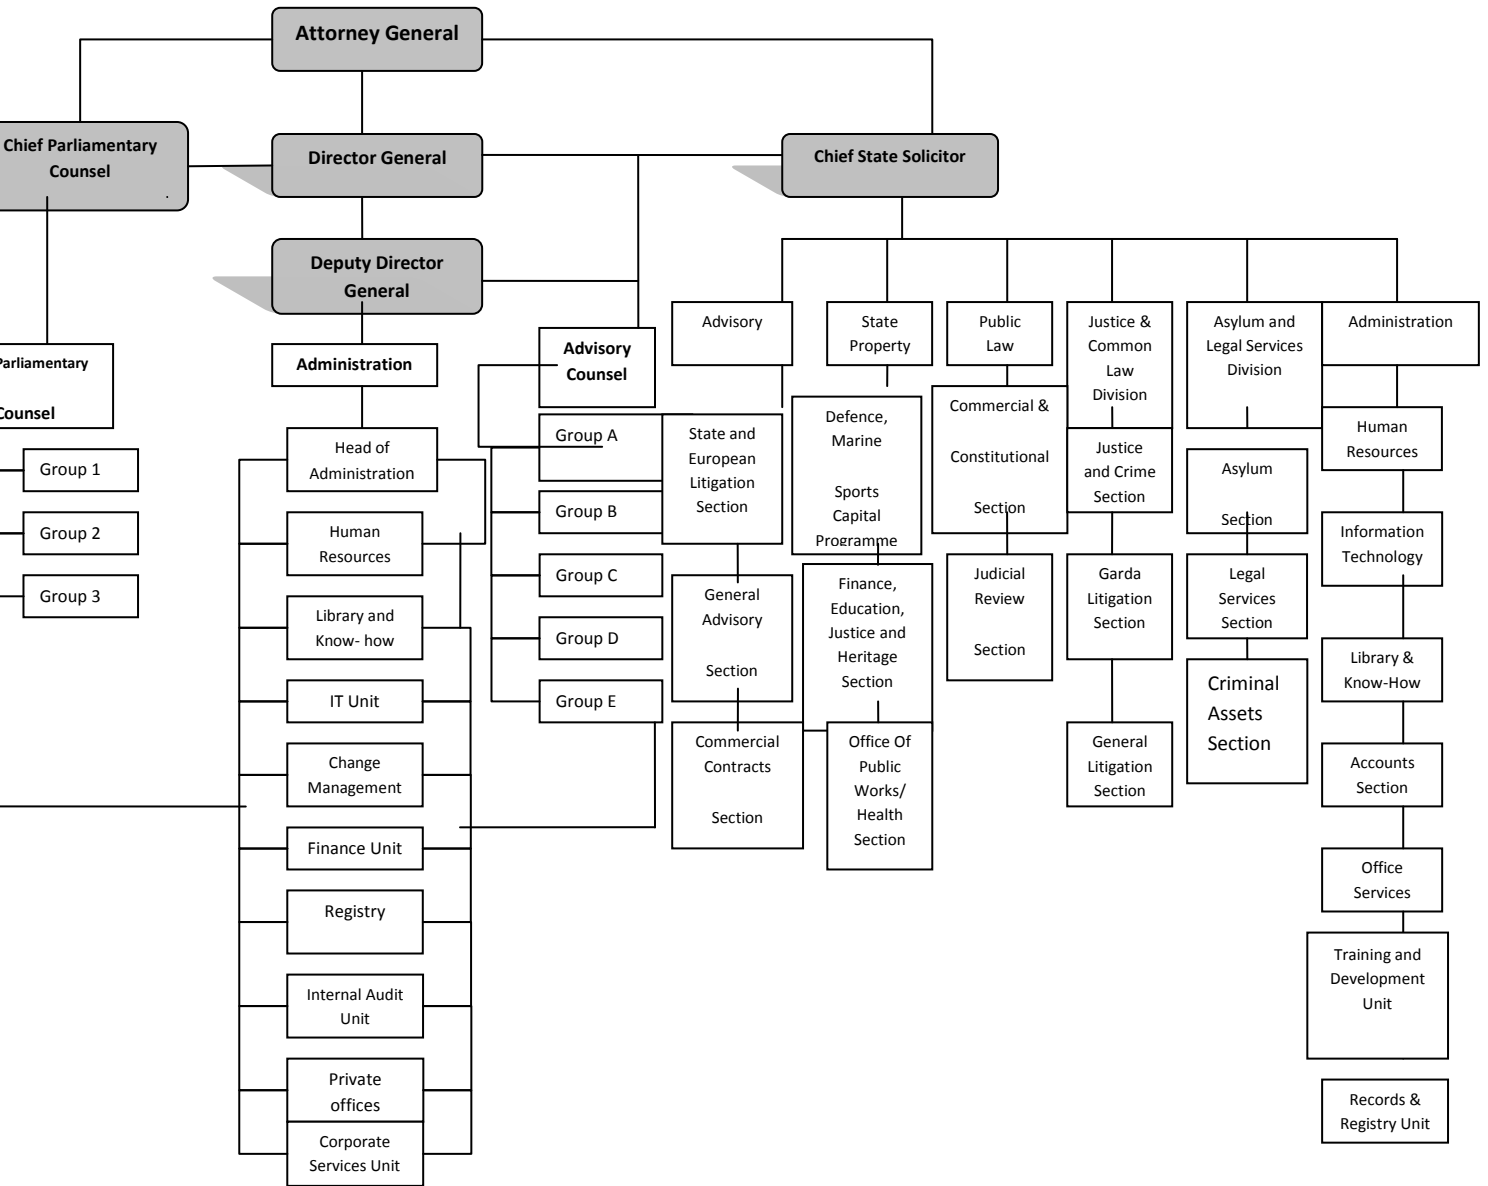 Attorney General
Chief Parliamentary
Counsel
.
Director General
Chief State Solicitor
Deputy Director
General
Parliamentary
Counsel
Group 1
Group 2
Group 3
Administration
Head of
Administration
Human
Resources
Library and
Know- how
IT Unit
Change
Management
Finance Unit
Registry
Internal Audit
Unit
Private
offices
Corporate
Services Unit
Advisory
Counsel
Group A
Group B
Group C
Group D
Group E
Advisory
State and
European
Litigation
Section
General
Advisory
Section
Commercial
Contracts
Section
State
Property
Defence,
Marine
Sports
Capital
Programme
Finance,
Education,
Justice and
Heritage
Section
Office Of
Public
Works/
Health
Section
Public
Law
Commercial &
Constitutional
Section
Judicial
Review
Section
Justice &
Common
Law
Division
Justice
and Crime
Section
Garda
Litigation
Section
General
Litigation
Section
Asylum and
Legal Services
Division
Asylum
Section
Legal
Services
Section
Criminal
Assets
Section
Administration
Human
Resources
Information
Technology
Library &
Know-How
Accounts
Section
Office
Services
Training and
Development
Unit
Records &
Registry Unit